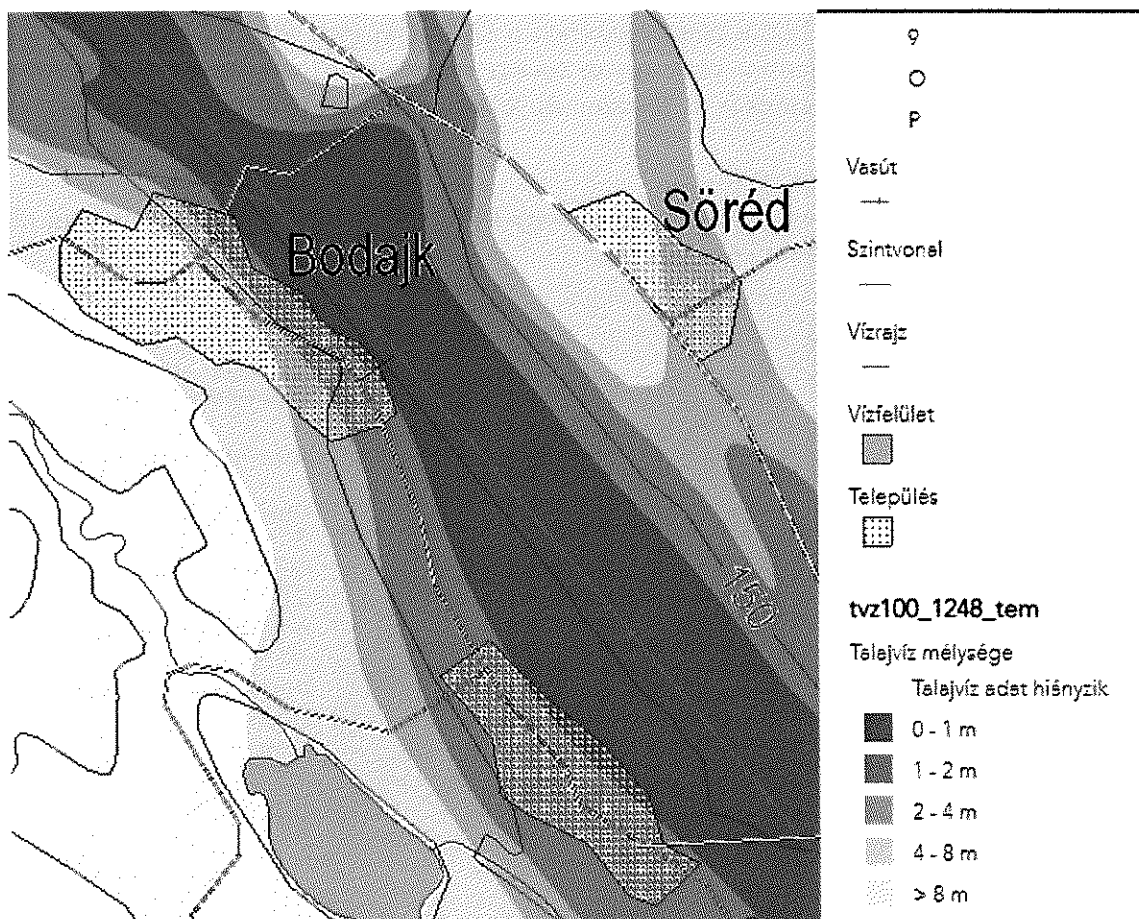 Bodajk
Söréd
150
9
O
P
Vasút
Szintvonal
Vízrajz
Vízfelület
Település
tvz100_1248_tem
Talajvíz mélysége
Talajvíz adat hiányzik
0 - 1 m
1 - 2 m
2 - 4 m
4 - 8 m
> 8 m